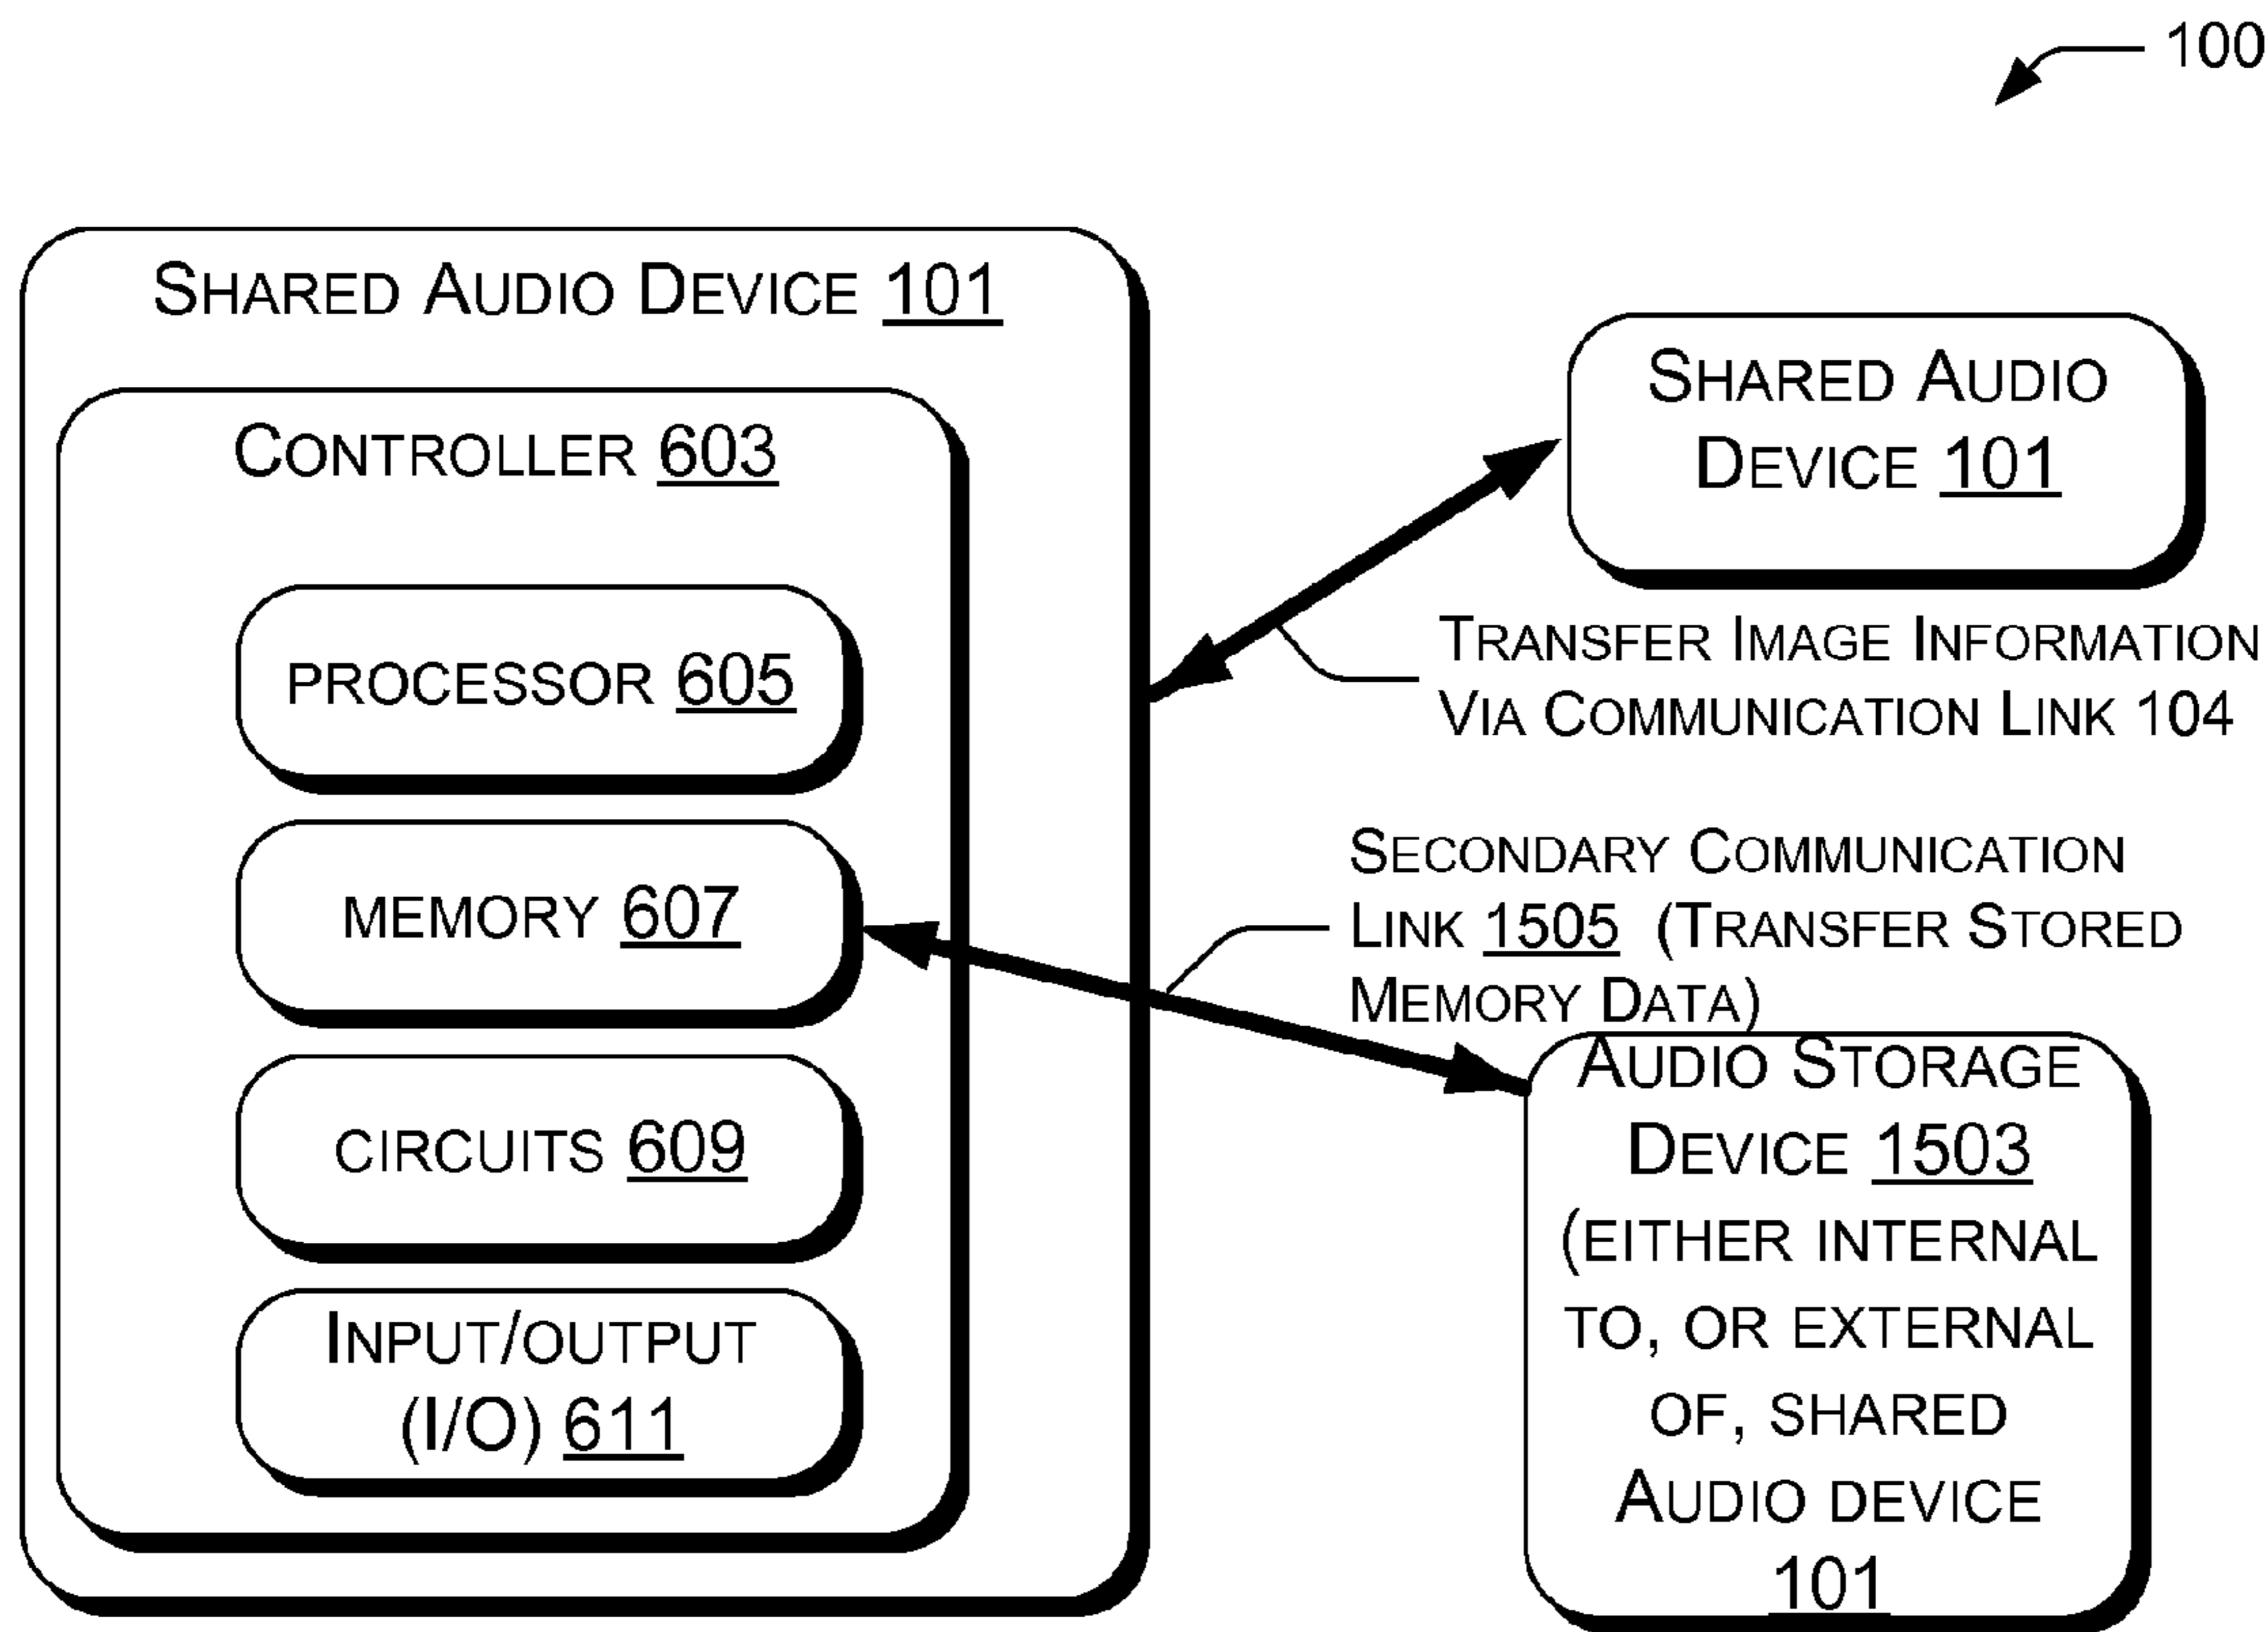 100
SHARED AUDIO DEVICE 101
CONTROLLER 603
PROCESSOR 605
MEMORY 607
CIRCUITS 609
INPUT/OUTPUT
(I/O) 611
SHARED AUDIO
DEVICE 101
TRANSFER IMAGE INFORMATION
VIA COMMUNICATION LINK 104
SECONDARY COMMUNICATION
LINK 1505 (TRANSFER STORED
MEMORY DATA)
AUDIO STORAGE
DEVICE 1503
(EITHER INTERNAL
TO, OR EXTERNAL
OF, SHARED
AUDIO DEVICE
101